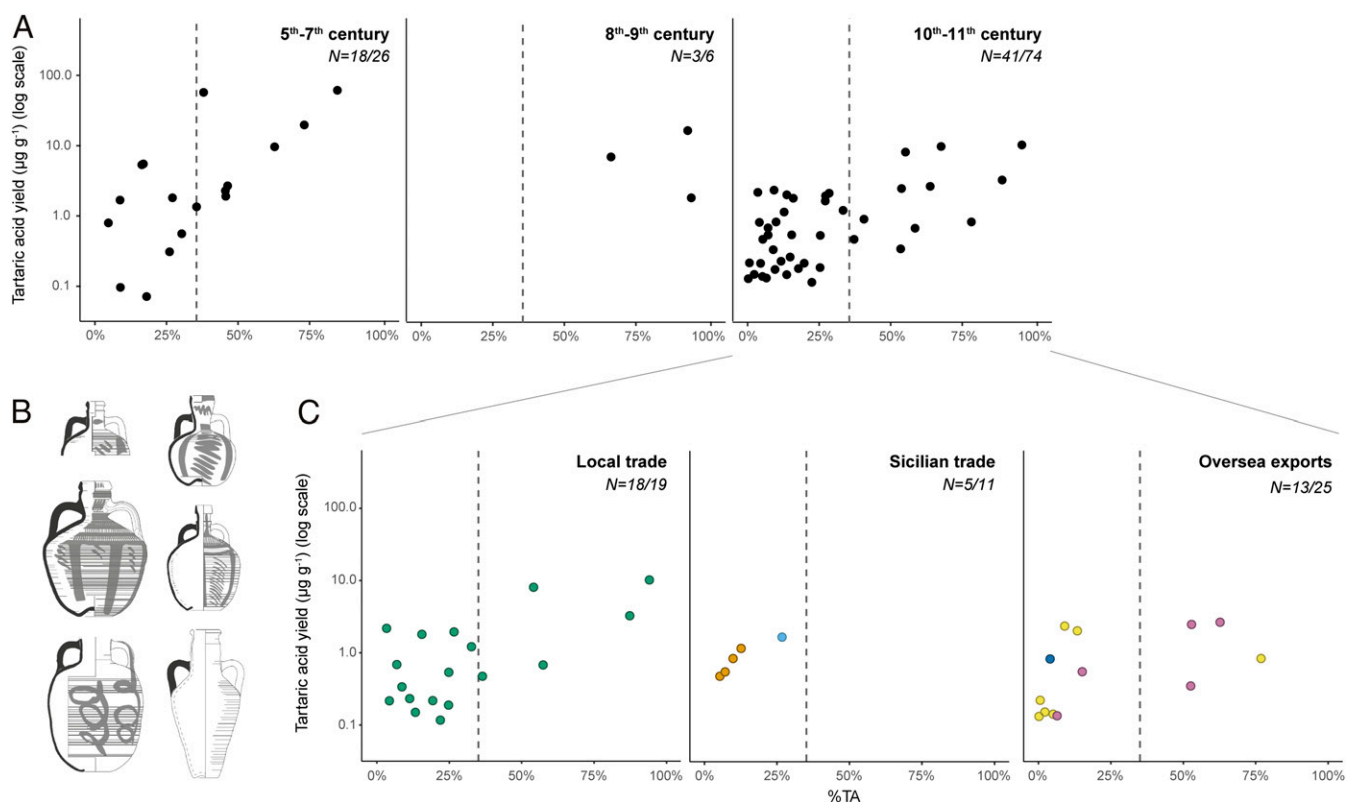 A
5th-7th century
N=18/26
8th-9th century
N=3/6
10th-11th century
N=41/74
Tartaric acid yield (µg g-1) (log scale)
100.0
10.0
1.0
0.1
0% 25% 50% 75% 100%
0% 25% 50% 75% 100%
0% 25% 50% 75% 100%
B
C
Local trade
N=18/19
Sicilian trade
N=5/11
Oversea exports
N=13/25
Tartaric acid yield (µg g-1) (log scale)
100.0
10.0
1.0
0.1
0% 25% 50% 75% 100%
0% 25% 50% 75% 100%
0% 25% 50% 75% 100%
%TA